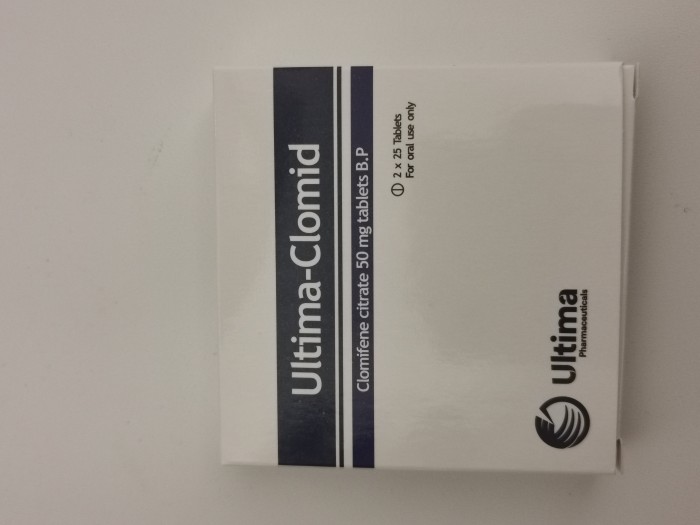 Ultima-Clomid
Clomifene citrate 50 mg tablets B.P
2 x 25 Tablets
For oral use only
Ultima
Pharmaceuticals